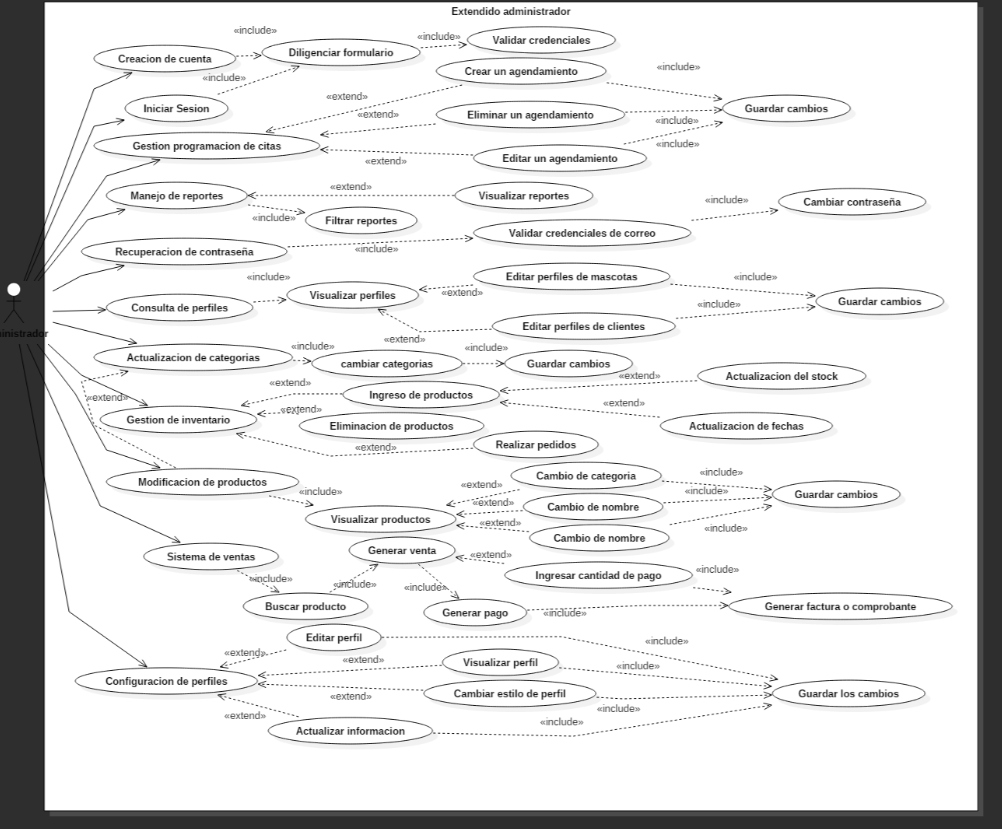 Extendido administrador
«include»
«include»
Validar credenciales
Creacion de cuenta
Diligenciar formulario
«include»
Crear un agendamiento
«include»
Iniciar Sesion
«extend»
«extend»
Eliminar un agendamiento
«include»
Guardar cambios
Gestion programacion de citas
«extend»
Editar un agendamiento
«include»
Manejo de reportes
«extend»
Visualizar reportes
«include»
Filtrar reportes
«include»
Cambiar contraseña
Recuperacion de contraseña
«include»
Validar credenciales de correo
Consulta de perfiles
«include»
Visualizar perfiles
«extend»
Editar perfiles de mascotas
«include»
Guardar cambios
«extend»
Editar perfiles de clientes
«include»
ministrador
Actualizacion de categorias
«include»
cambiar categorias
«include»
Guardar cambios
«extend»
Gestion de inventario
«extend»
Ingreso de productos
«extend»
Actualizacion del stock
«extend»
Eliminacion de productos
«extend»
Actualizacion de fechas
«extend»
Realizar pedidos
Modificacion de productos
«include»
Visualizar productos
«extend»
Cambio de categoria
«include»
«extend»
Cambio de nombre
«include»
Guardar cambios
«extend»
Cambio de nombre
«include»
Sistema de ventas
«include»
Buscar producto
«include»
Generar venta
«extend»
Ingresar cantidad de pago
«include»
«include»
Generar pago
«include»
Generar factura o comprobante
Editar perfil
«include»
«extend»
Configuracion de perfiles
«extend»
Visualizar perfil
«include»
«extend»
Cambiar estilo de perfil
«include»
Guardar los cambios
«extend»
Actualizar informacion
«include»